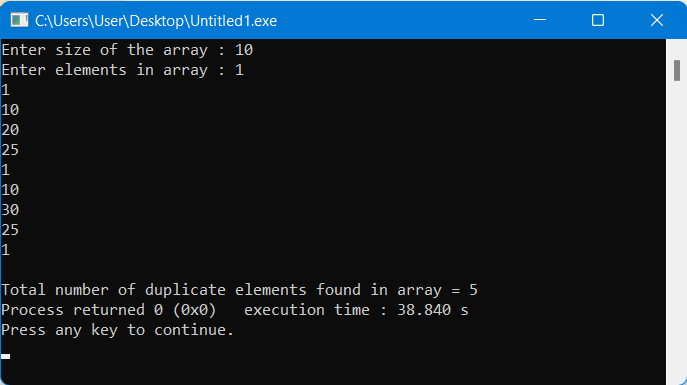 C:\Users\User\Desktop\Untitled1.exe
Enter size of the array : 10
Enter elements in array : 1
1
10
20
25
1
10
30
25
1
Total number of duplicate elements found in array = 5
Process returned 0 (0x0)   execution time : 38.840 s
Press any key to continue.